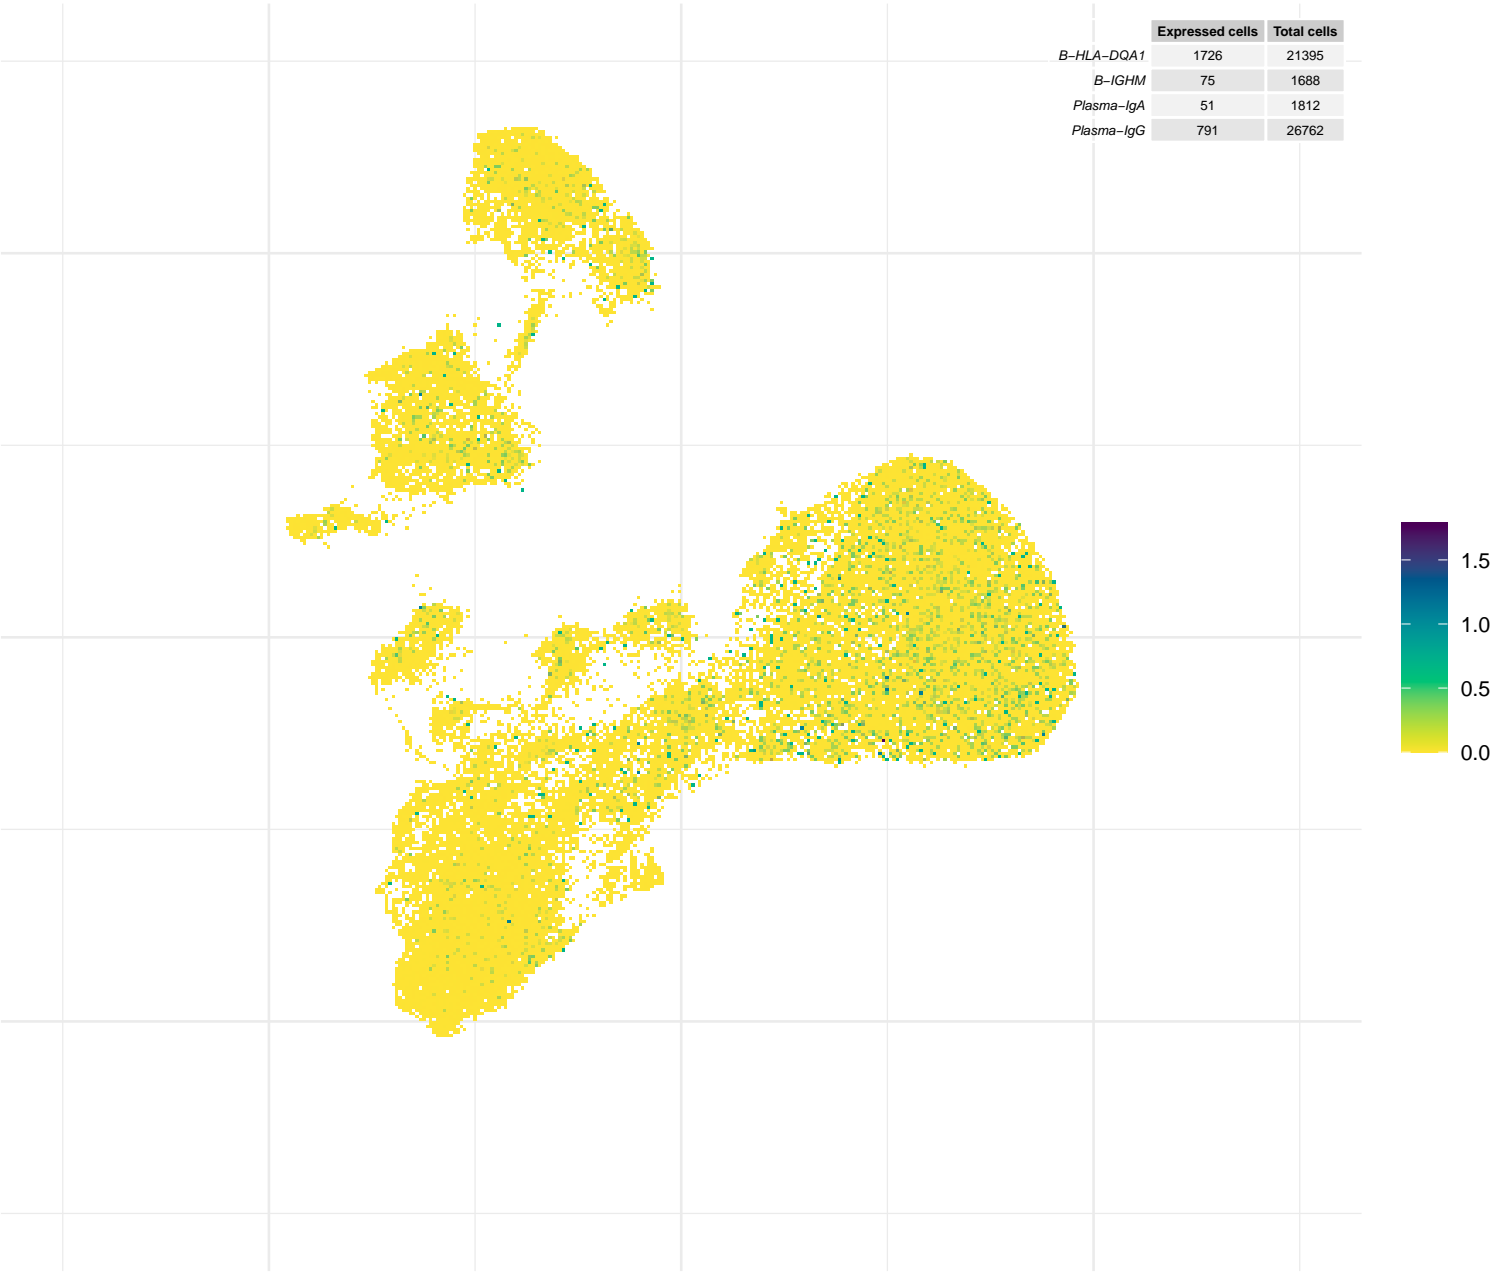 Expressed cells Total cells
B−HLA−DQA1 1726 21395
B−IGHM 75 1688
Plasma−IgA 51 1812
Plasma−IgG 791 26762
1.5
1.0
0.5
0.0